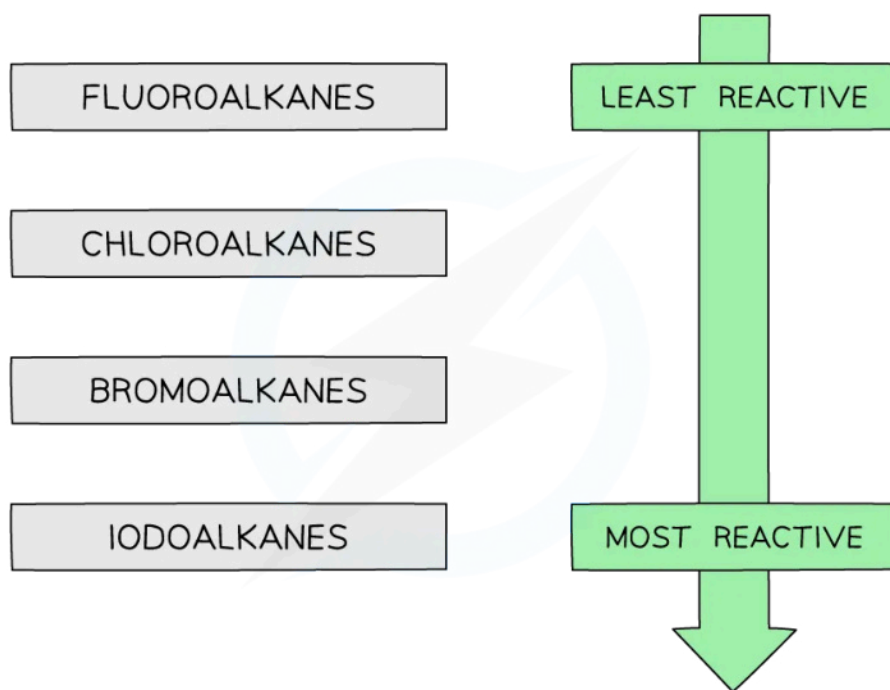 FLUOROALKANES
LEAST REACTIVE
CHLOROALKANES
BROMOALKANES
IODOALKANES
MOST REACTIVE